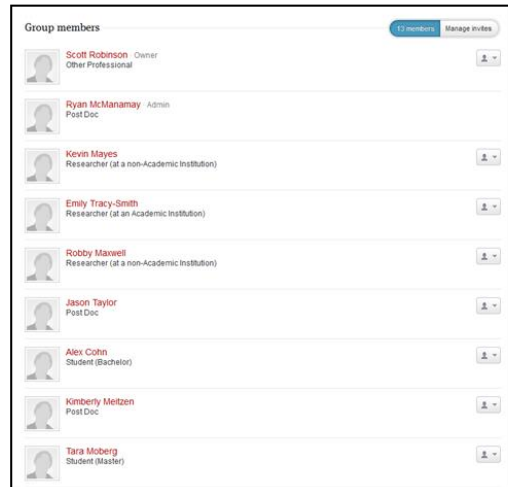 Group members
13 members Manage invites
Scott Robinson Owner
Other Professional
Ryan McManamay Admin
Post Doc
Kevin Mayes
Researcher (at a non-Academic Institution)
Emily Tracy-Smith
Researcher (at an Academic Institution)
Robby Maxwell
Researcher (at a non-Academic Institution)
Jason Taylor
Post Doc
Alex Cohn
Student (Bachelor)
Kimberly Meitzen
Post Doc
Tara Moberg
Student (Master)